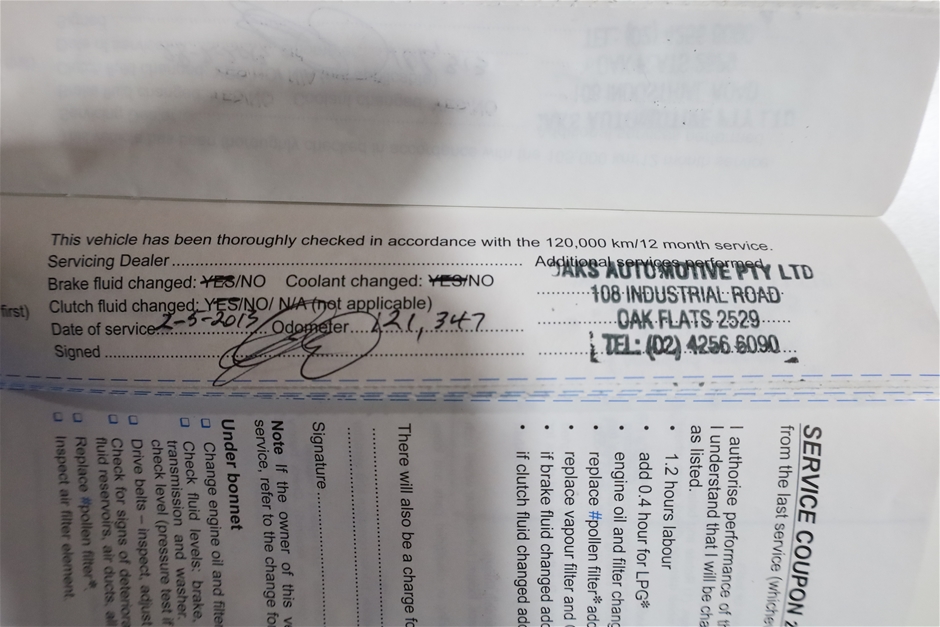 This vehicle has been thoroughly checked in accordance with the 120,000 km/12 month service.
Servicing Dealer
Additional services performed
Brake fluid changed: YES/NO Coolant changed: YES/NO
Clutch fluid changed: YES/NO/ N/A (not applicable)
first)
Date of service 2-5-2013 Odometer 121,347
Signed
OAKS AUTOMOTIVE PTY LTD
108 INDUSTRIAL ROAD
OAK FLATS 2529
TEL: (02) 4256 6090
SERVICE COUPON
from the last service
I authorise performance of
I understand that I will be
as listed.
• 1.2 hours labour
• add 0.4 hour for LPG*
• engine oil and filter
• replace #pollen filter*
• replace vapour filter and
• if brake fluid changed
• if clutch fluid changed
There will also be a charge
Signature
Note If the owner of this
service, refer to the change
Under bonnet
Change engine oil and filter
Check fluid levels: brake,
transmission and washer.
check level (pressure test if
Drive belts – inspect, adjust
Check for signs of
fluid reservoirs, air ducts,
Replace #pollen filter*.
Inspect air filter element.